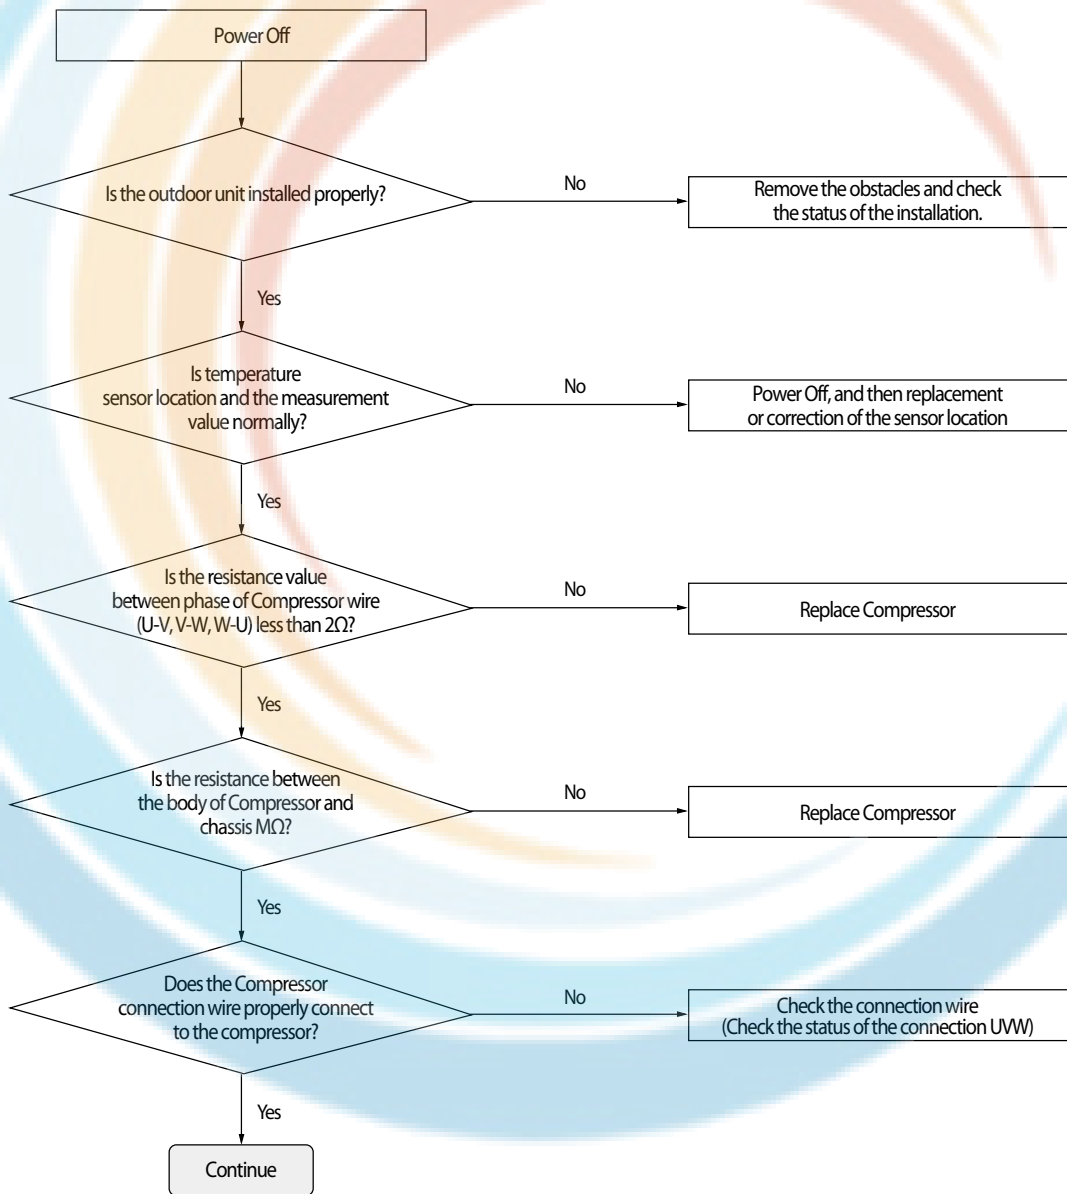 Power Off
Is the outdoor unit installed properly?
No
Remove the obstacles and check
the status of the installation.
Yes
Is temperature
sensor location and the measurement
value normally?
No
Power Off, and then replacement
or correction of the sensor location
Yes
Is the resistance value
between phase of Compressor wire
(U-V, V-W, W-U) less than 2Ω?
No
Replace Compressor
Yes
Is the resistance between
the body of Compressor and
chassis MΩ?
No
Replace Compressor
Yes
Does the Compressor
connection wire properly connect
to the compressor?
No
Check the connection wire
(Check the status of the connection UVW)
Yes
Continue